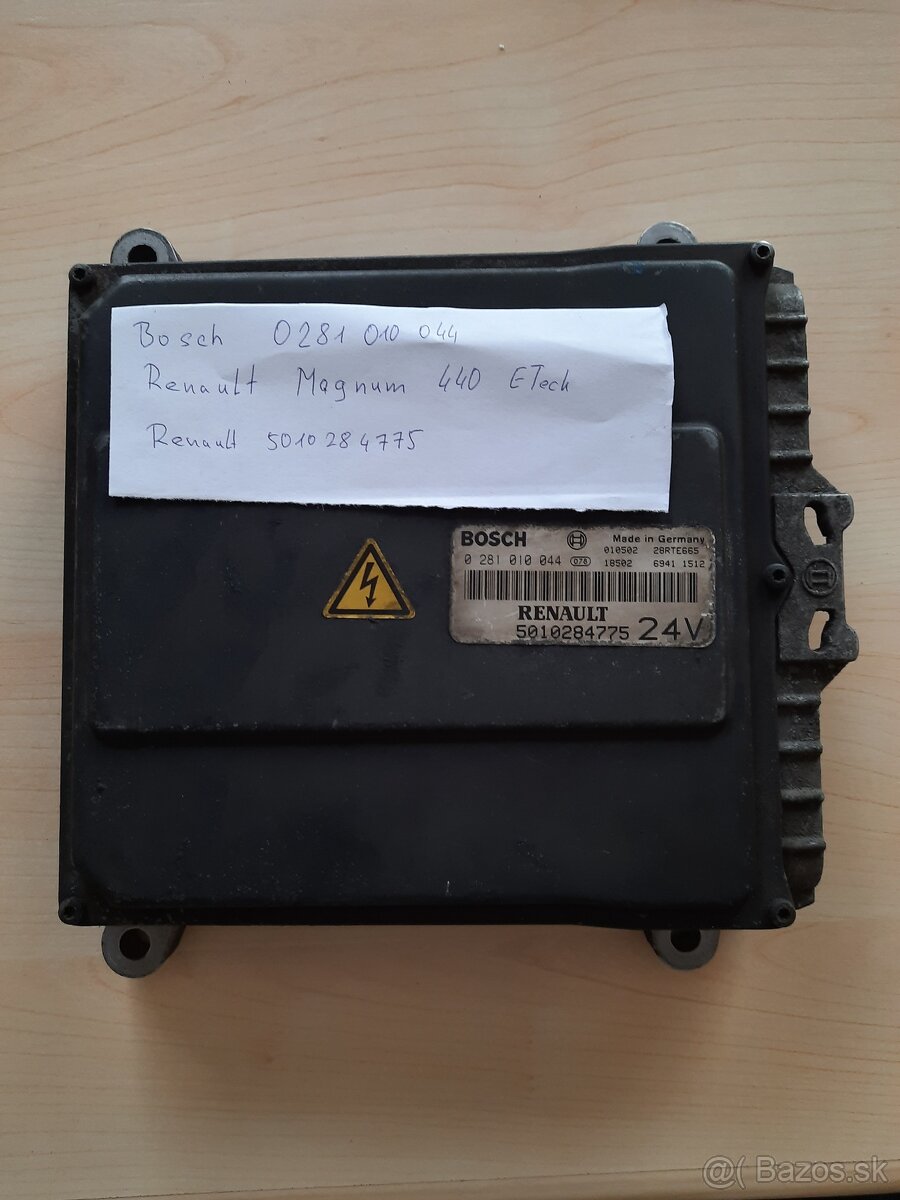 Bosch 0281 010 044
Renault Magnum 440 ETech
Renault 5010284775
BOSCH Made in Germany
010502 28RTE665
0 281 010 044 078 18502 6941 1512
RENAULT
5010284775 24V
@( Bazos.sk